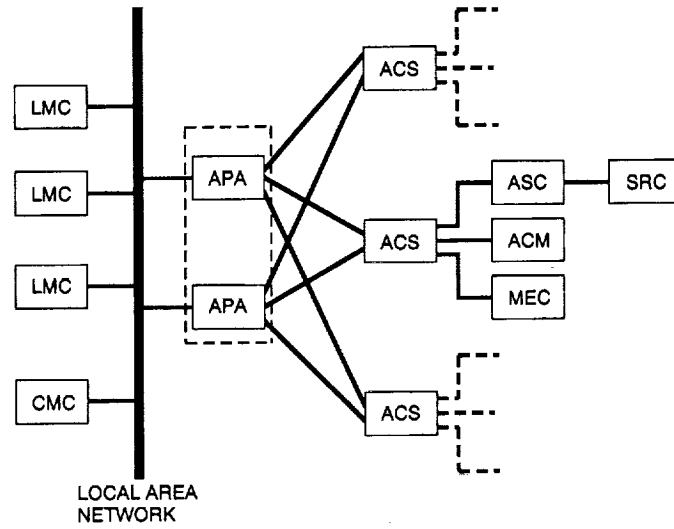 ACS
LMC
APA
ASC
SRC
LMC
ACS
ACM
LMC
APA
MEC
CMC
ACS
LOCAL AREA
NETWORK